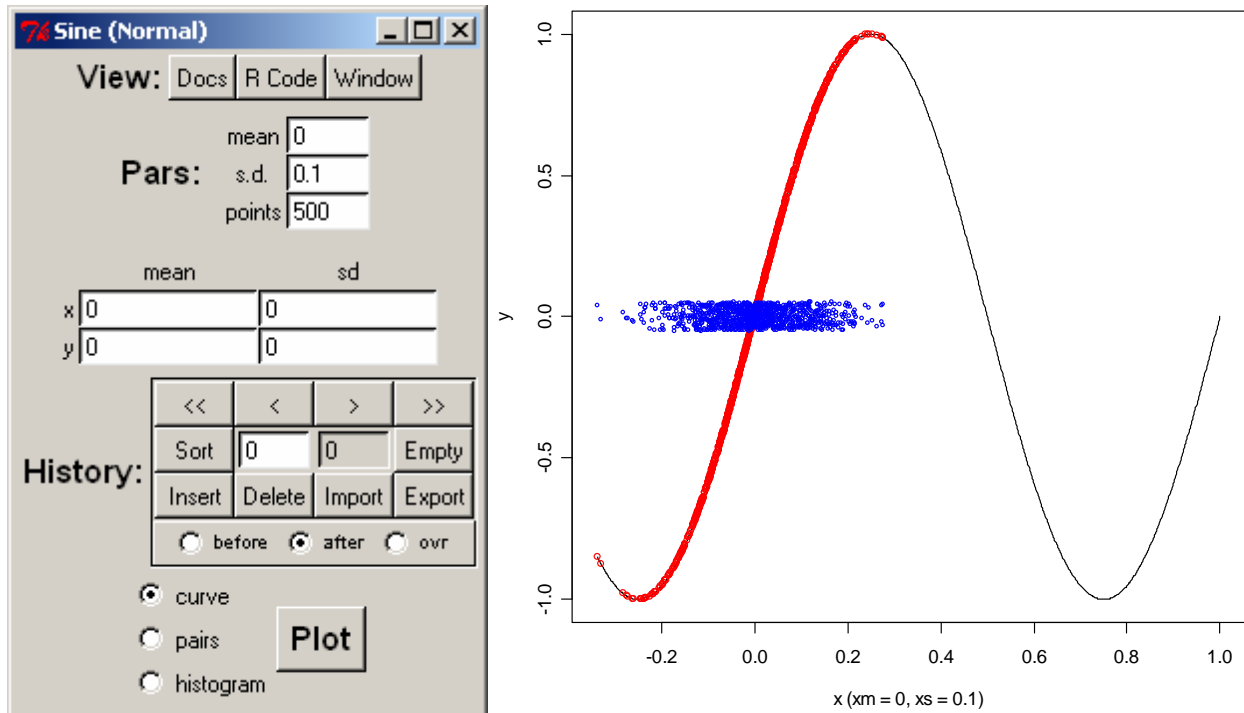 Sine (Normal)
View: Docs R Code Window
mean 0
Pars: s.d. 0.1
points 500
mean sd
x 0 0
y 0 0
<< < > >>
Sort 0 0 Empty
History:
Insert Delete Import Export
before after ovr
curve
pairs
histogram
Plot
1.0
0.5
0.0
-0.5
-1.0
y
-0.2 0.0 0.2 0.4 0.6 0.8 1.0
x (xm = 0, xs = 0.1)